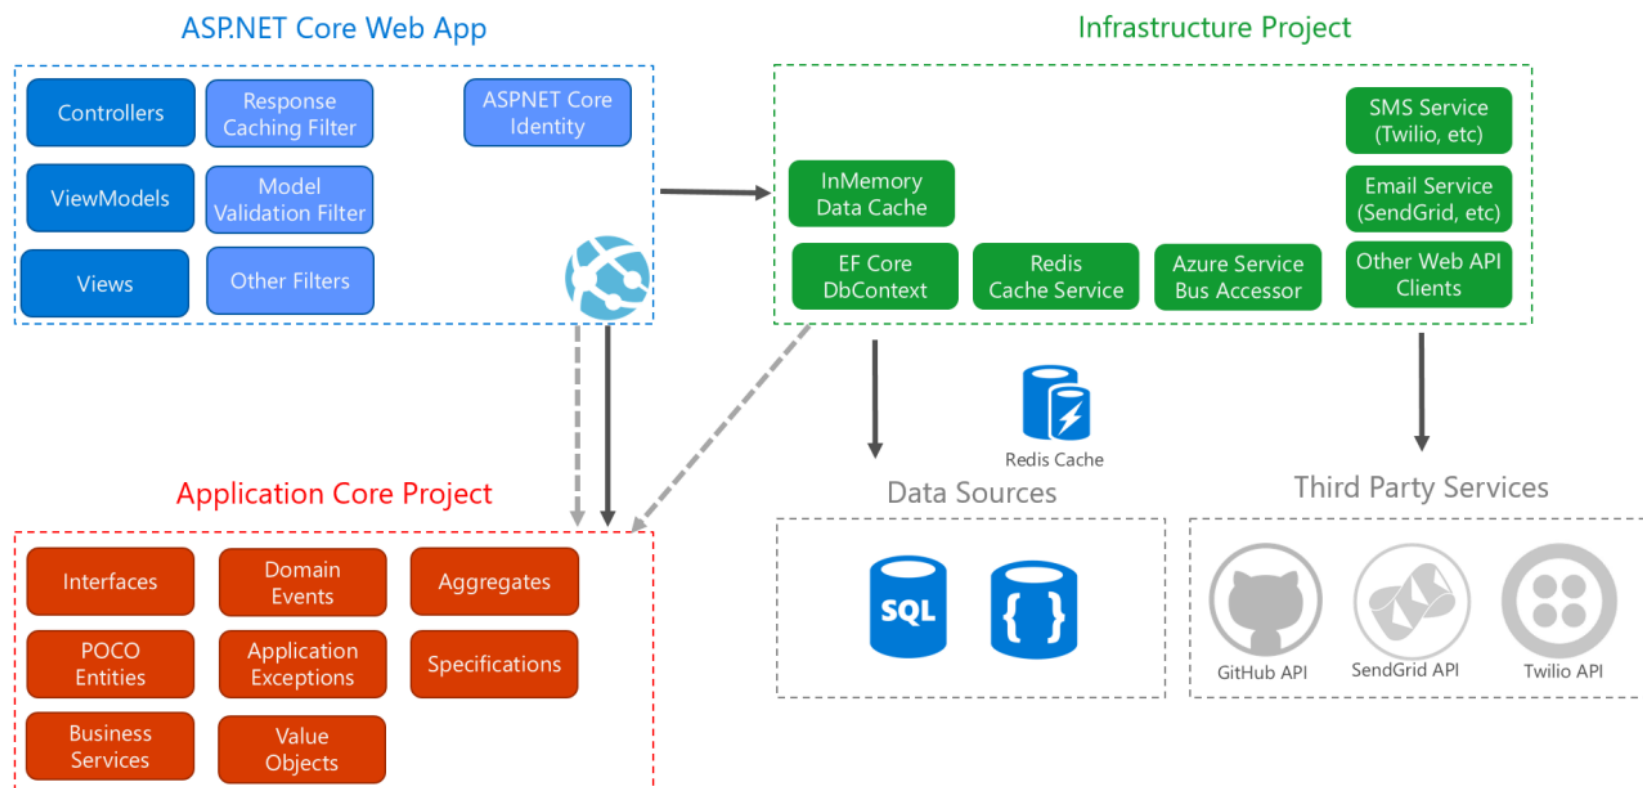 ASP.NET Core Web App
Controllers
Response
Caching Filter
ASPNET Core
Identity
ViewModels
Model
Validation Filter
Views
Other Filters
Infrastructure Project
SMS Service
(Twilio, etc)
InMemory
Data Cache
Email Service
(SendGrid, etc)
EF Core
DbContext
Redis
Cache Service
Azure Service
Bus Accessor
Other Web API
Clients
Redis Cache
Application Core Project
Interfaces
Domain
Events
Aggregates
POCO
Entities
Application
Exceptions
Specifications
Business
Services
Value
Objects
Data Sources
SQL
{ }
Third Party Services
GitHub API
SendGrid API
Twilio API